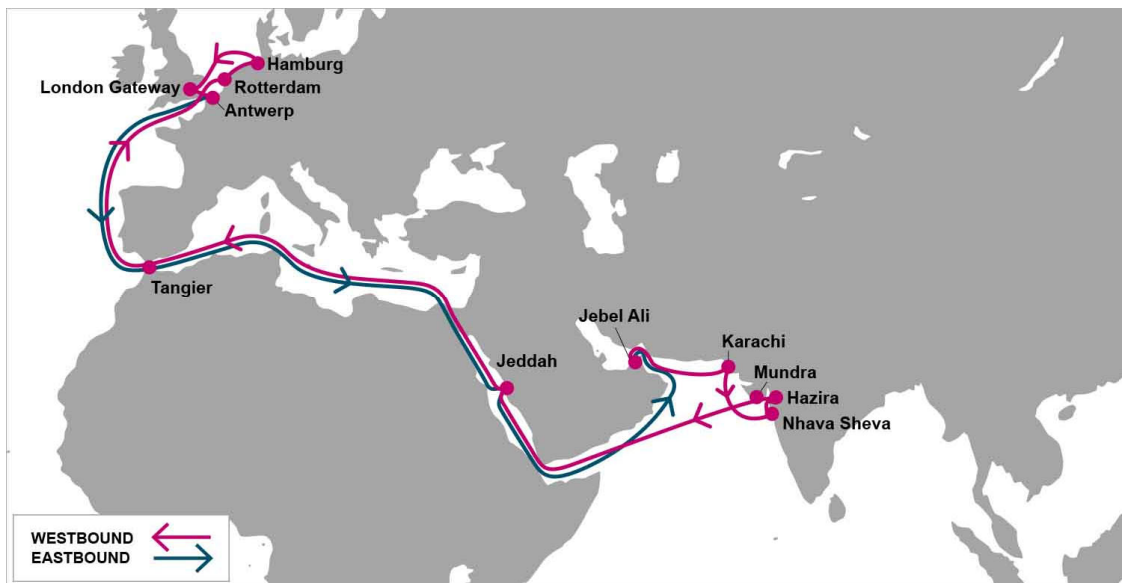 Hamburg
London Gateway
Rotterdam
Antwerp
Tangier
Jebel Ali
Karachi
Mundra
Jeddah
Hazira
Nhava Sheva
WESTBOUND
EASTBOUND